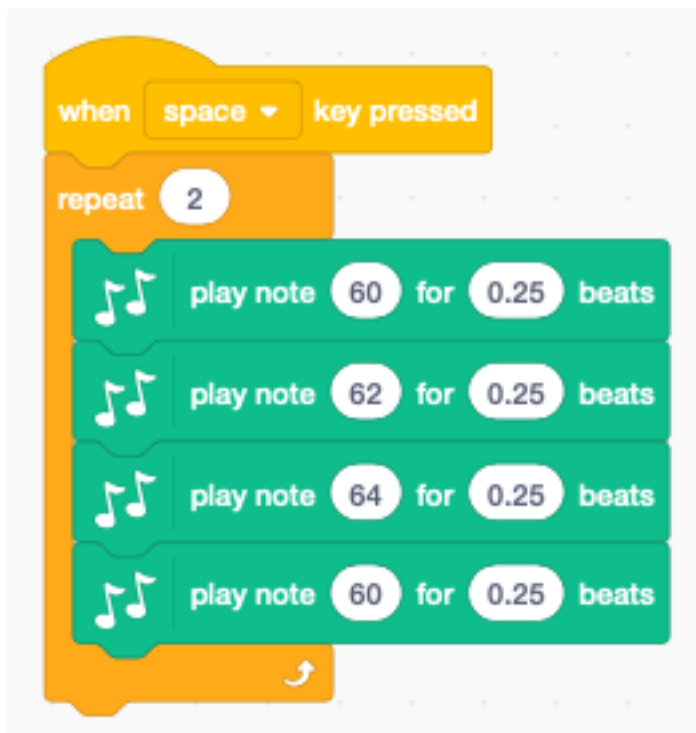 when space key pressed
repeat 2
play note 60 for 0.25 beats
play note 62 for 0.25 beats
play note 64 for 0.25 beats
play note 60 for 0.25 beats